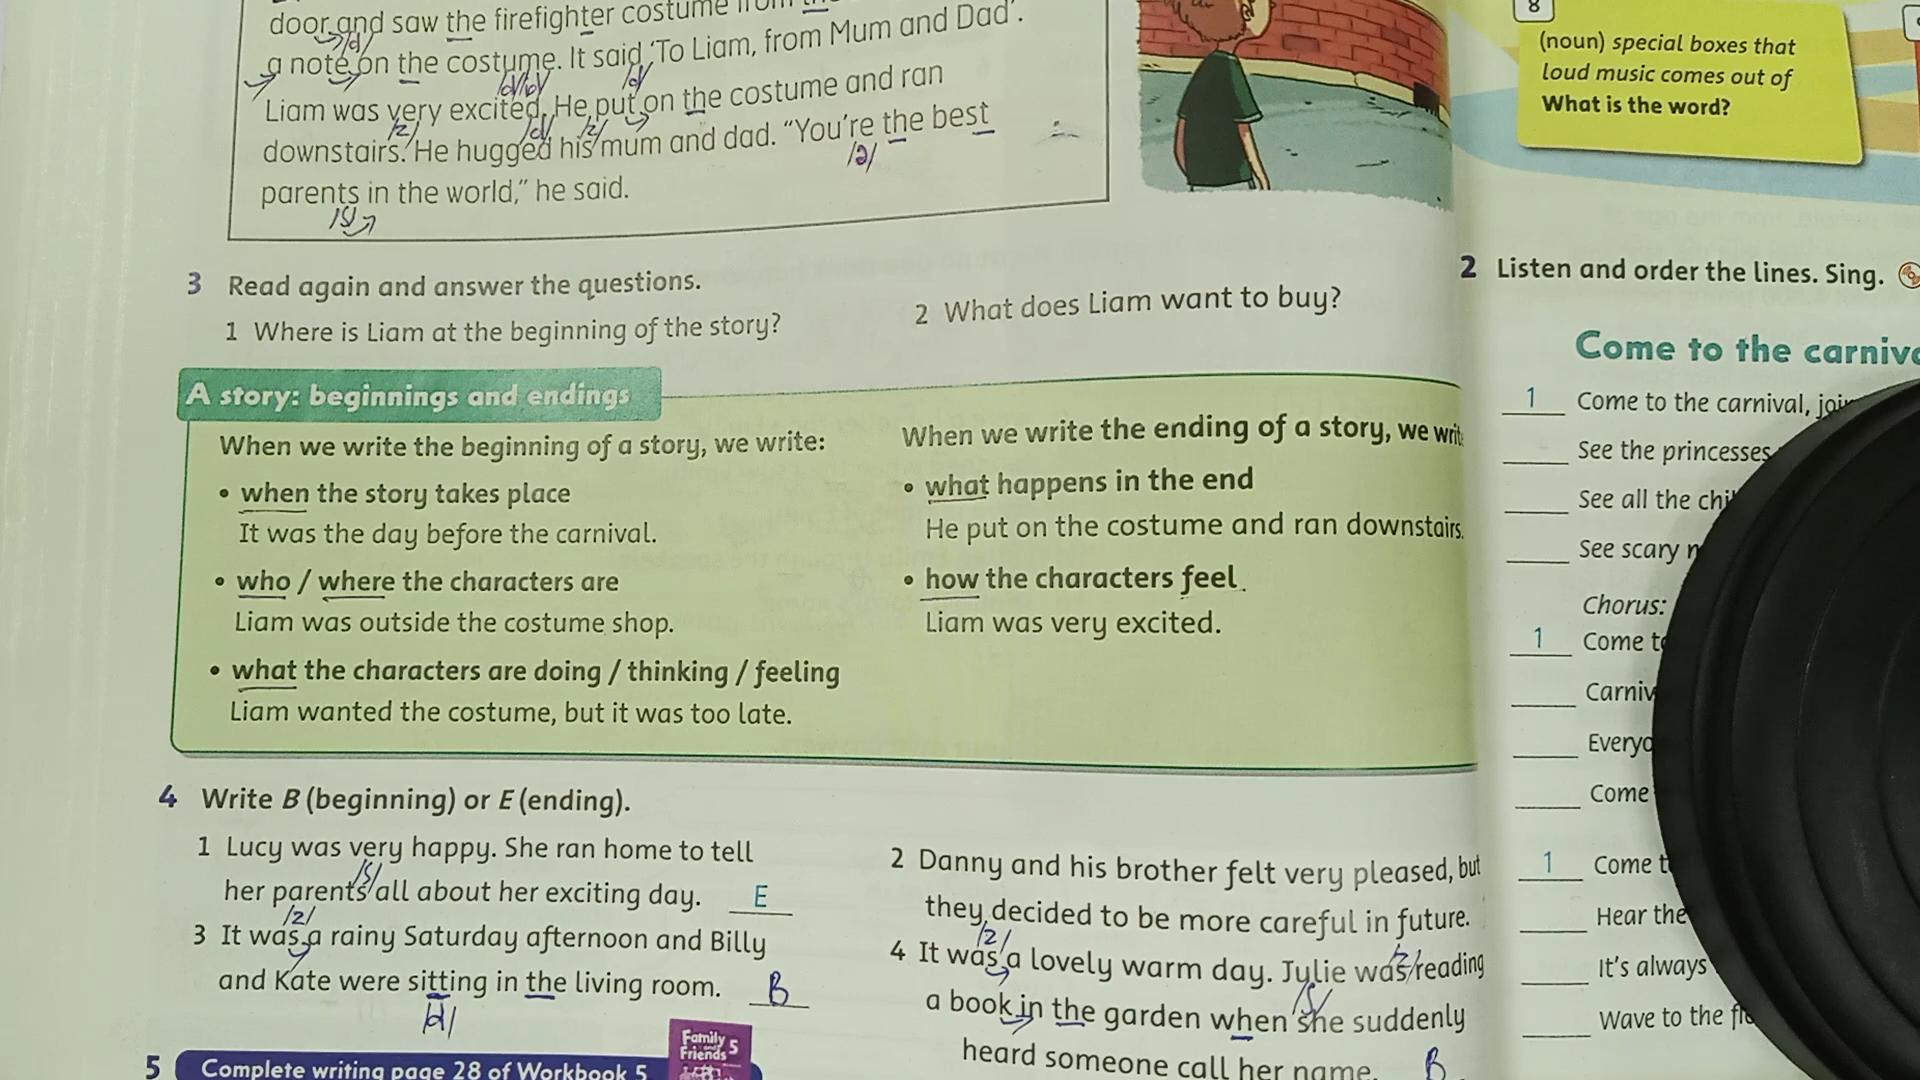 door and saw the firefighter costume from the
a note on the costume. It said 'To Liam, from Mum and Dad'.
Liam was very excited. He put on the costume and ran
downstairs. He hugged his mum and dad. "You're the best
parents in the world," he said.
/d/
/d/
/z/
/d/
/z/
/ə/
/s/
3 Read again and answer the questions.
1 Where is Liam at the beginning of the story?
2 What does Liam want to buy?
A story: beginnings and endings
When we write the beginning of a story, we write:
• when the story takes place
It was the day before the carnival.
• who / where the characters are
Liam was outside the costume shop.
• what the characters are doing / thinking / feeling
Liam wanted the costume, but it was too late.
When we write the ending of a story, we
• what happens in the end
He put on the costume and ran downstairs.
• how the characters feel
Liam was very excited.
4 Write B (beginning) or E (ending).
1 Lucy was very happy. She ran home to tell
her parents all about her exciting day. E
/s/
2 Danny and his brother felt very pleased, but
they decided to be more careful in future.
3 It was a rainy Saturday afternoon and Billy
and Kate were sitting in the living room. B
/z/
/d/
4 It was a lovely warm day. Julie was reading
a book in the garden when she suddenly
heard someone call her name. B
/z/
/z/
/s/
5 Complete writing page 28 of Workbook 5
Family and Friends 5
8
(noun) special boxes that
loud music comes out of
What is the word?
2 Listen and order the lines. Sing.
Come to the
1 Come to the carnival,
See the princesses
See all the
See scary
Chorus:
1 Come
Come
1 Come
Hear the
It's always
Wave to the